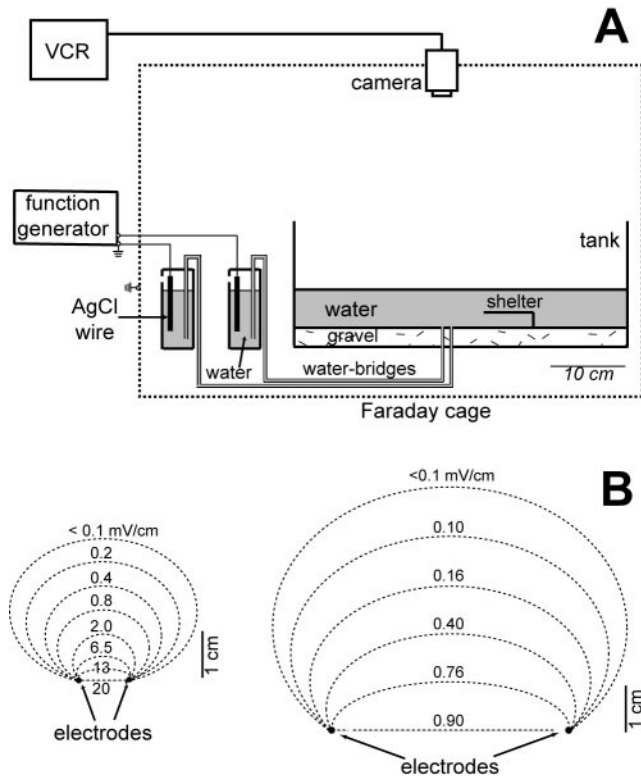 A
VCR
camera
function
generator
tank
AgCl
wire
water
shelter
gravel
water
water-bridges
10 cm
Faraday cage
B
< 0.1 mV/cm
0.2
0.4
0.8
2.0
6.5
13
20
1 cm
electrodes
<0.1 mV/cm
0.10
0.16
0.40
0.76
0.90
1 cm
electrodes